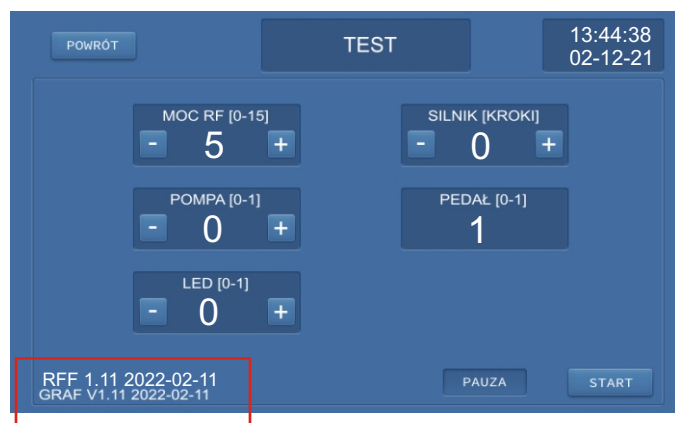 POWRÓT
TEST
13:44:38
02-12-21
MOC RF [0-15]
- 5 +
SILNIK [KROKI]
- 0 +
POMPA [0-1]
- 0 +
PEDAŁ [0-1]
1
LED [0-1]
- 0 +
RFF 1.11 2022-02-11
GRAF V1.11 2022-02-11
PAUZA
START